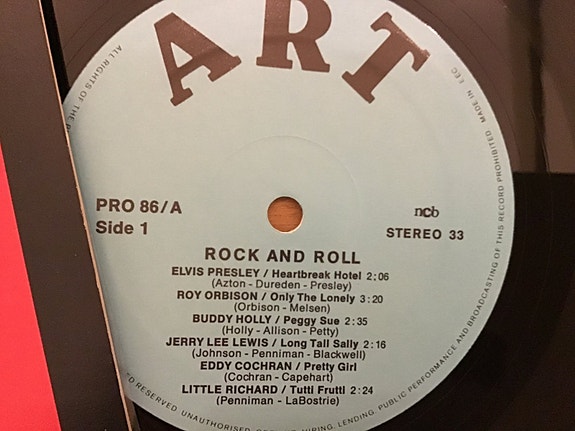 ART
PRO 86/A
Side 1
ncb
STEREO 33
ROCK AND ROLL
ELVIS PRESLEY / Heartbreak Hotel 2:06
(Azton - Dureden - Presley)
ROY ORBISON / Only The Lonely 3:20
(Orbison - Melsen)
BUDDY HOLLY / Peggy Sue 2:35
(Holly - Allison - Petty)
JERRY LEE LEWIS / Long Tall Sally 2:16
(Johnson - Penniman - Blackwell)
EDDY COCHRAN / Pretty Girl
(Cochran - Capehart)
LITTLE RICHARD / Tutti Frutti 2:24
(Penniman - LaBostrie)
ALL RIGHTS OF THE
RESERVED. UNAUTHORISED HIRING, LENDING, PUBLIC PERFORMANCE AND BROADCASTING OF THIS RECORD PROHIBITED MADE IN EEC